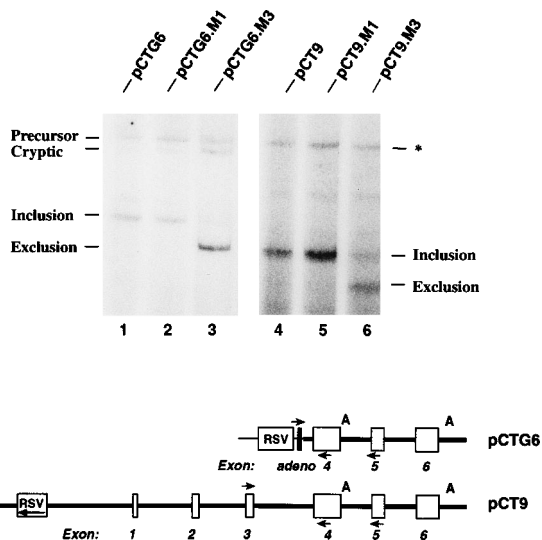 — pCTG6
— pCTG6.M1
— pCTG6.M3
— pCT9
— pCT9.M1
— pCT9.M3
Precursor —
Cryptic —
— *
Inclusion —
Exclusion —
— Inclusion
— Exclusion
1 2 3 4 5 6
A A
RSV pCTG6
Exon: adeno 4 5 6
A A
RSV pCT9
Exon: 1 2 3 4 5 6